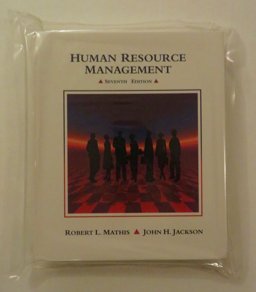 HUMAN RESOURCE
MANAGEMENT
▲ SEVENTH EDITION ▲
ROBERT L. MATHIS ▲ JOHN H. JACKSON